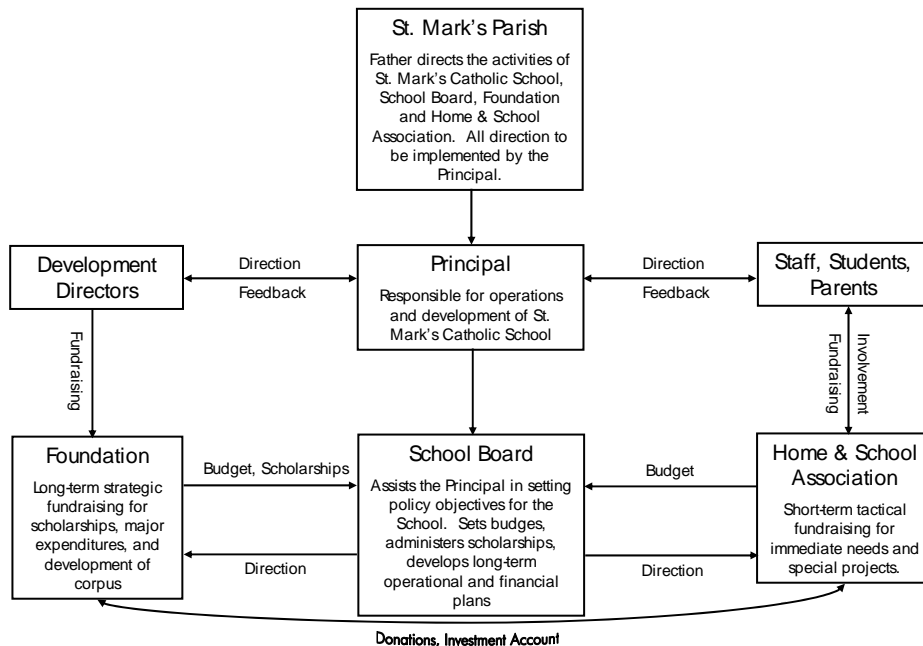 St. Mark's Parish
Father directs the activities of
St. Mark's Catholic School,
School Board, Foundation
and Home & School
Association. All direction to
be implemented by the
Principal.
Development
Directors
Direction
Feedback
Principal
Responsible for operations
and development of St.
Mark's Catholic School
Direction
Feedback
Staff, Students,
Parents
Fundraising
Involvement
Fundraising
Foundation
Long-term strategic
fundraising for
scholarships, major
expenditures, and
development of
corpus
Budget, Scholarships
Direction
School Board
Assists the Principal in setting
policy objectives for the
School. Sets budgets,
administers scholarships,
develops long-term
operational and financial
plans
Budget
Direction
Home & School
Association
Short-term tactical
fundraising for
immediate needs and
special projects.
Donations, Investment Account